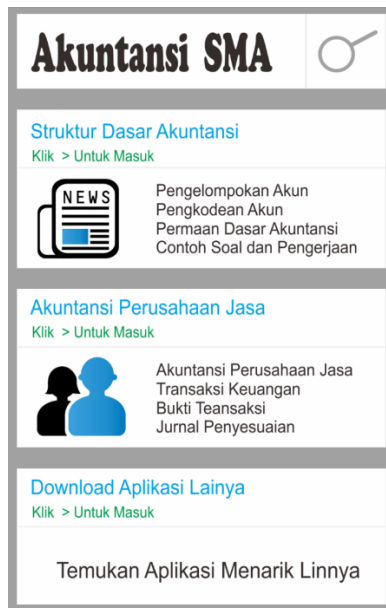 Akuntansi SMA
Struktur Dasar Akuntansi
Klik > Untuk Masuk
NEWS
Pengelompokan Akun
Pengkodean Akun
Permaan Dasar Akuntansi
Contoh Soal dan Pengerjaan
Akuntansi Perusahaan Jasa
Klik > Untuk Masuk
Akuntansi Perusahaan Jasa
Transaksi Keuangan
Bukti Teansaksi
Jurnal Penyesuaian
Download Aplikasi Lainya
Klik > Untuk Masuk
Temukan Aplikasi Menarik Linnya